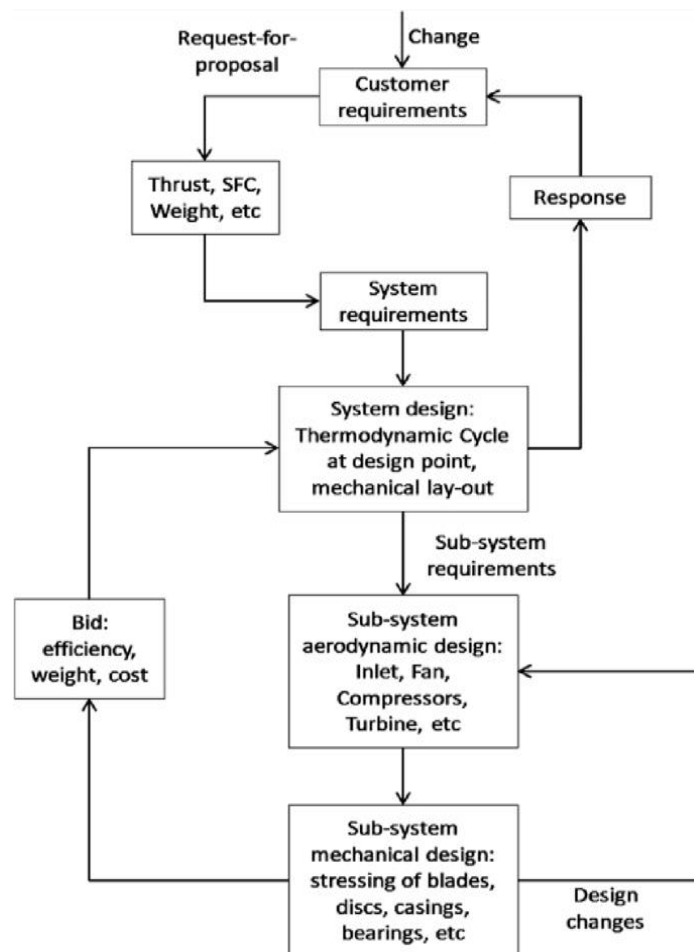 Change
Request-for-
proposal
Customer
requirements
Thrust, SFC,
Weight, etc
Response
System
requirements
System design:
Thermodynamic Cycle
at design point,
mechanical lay-out
Sub-system
requirements
Bid:
efficiency,
weight, cost
Sub-system
aerodynamic design:
Inlet, Fan,
Compressors,
Turbine, etc
Sub-system
mechanical design:
stressing of blades,
discs, casings,
bearings, etc
Design
changes